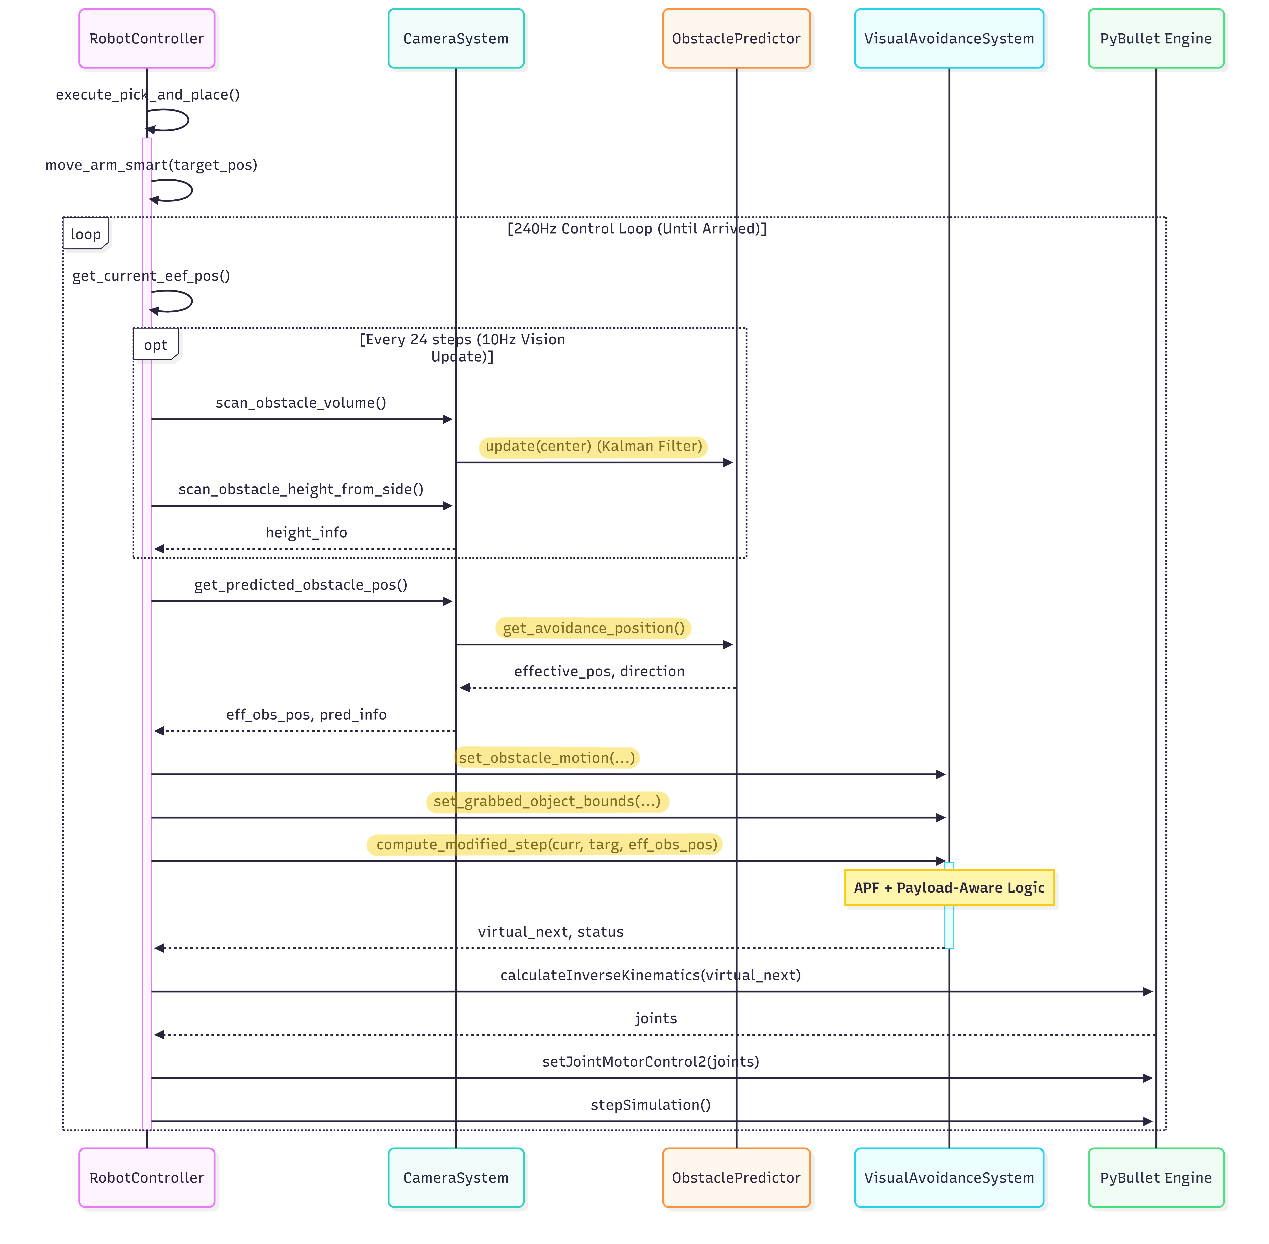 RobotController
CameraSystem
ObstaclePredictor
VisualAvoidanceSystem
PyBullet Engine
execute_pick_and_place()
move_arm_smart(target_pos)
loop
[240Hz Control Loop (Until Arrived)]
get_current_eef_pos()
opt
[Every 24 steps (10Hz Vision
Update)]
scan_obstacle_volume()
update(center) (Kalman Filter)
scan_obstacle_height_from_side()
height_info
get_predicted_obstacle_pos()
get_avoidance_position()
effective_pos, direction
eff_obs_pos, pred_info
set_obstacle_motion(...)
set_grabbed_object_bounds(...)
compute_modified_step(curr, targ, eff_obs_pos)
APF + Payload-Aware Logic
virtual_next, status
calculateInverseKinematics(virtual_next)
joints
setJointMotorControl2(joints)
stepSimulation()
RobotController
CameraSystem
ObstaclePredictor
VisualAvoidanceSystem
PyBullet Engine